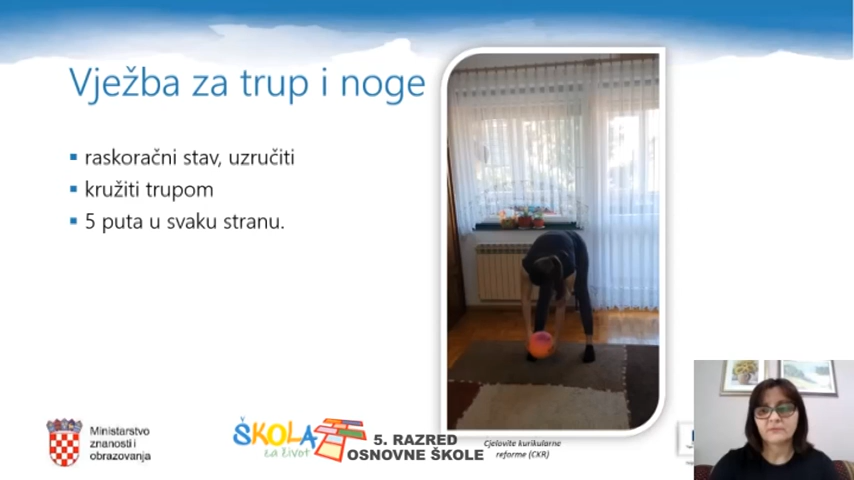 Vježba za trup i noge
▪ raskoračni stav, uzručiti
▪ kružiti trupom
▪ 5 puta u svaku stranu.
Ministarstvo
znanosti i
obrazovanja
ŠKOLA
za život
5. RAZRED
OSNOVNE ŠKOLE
Cjelovite kurikularne
reforme (CKR)